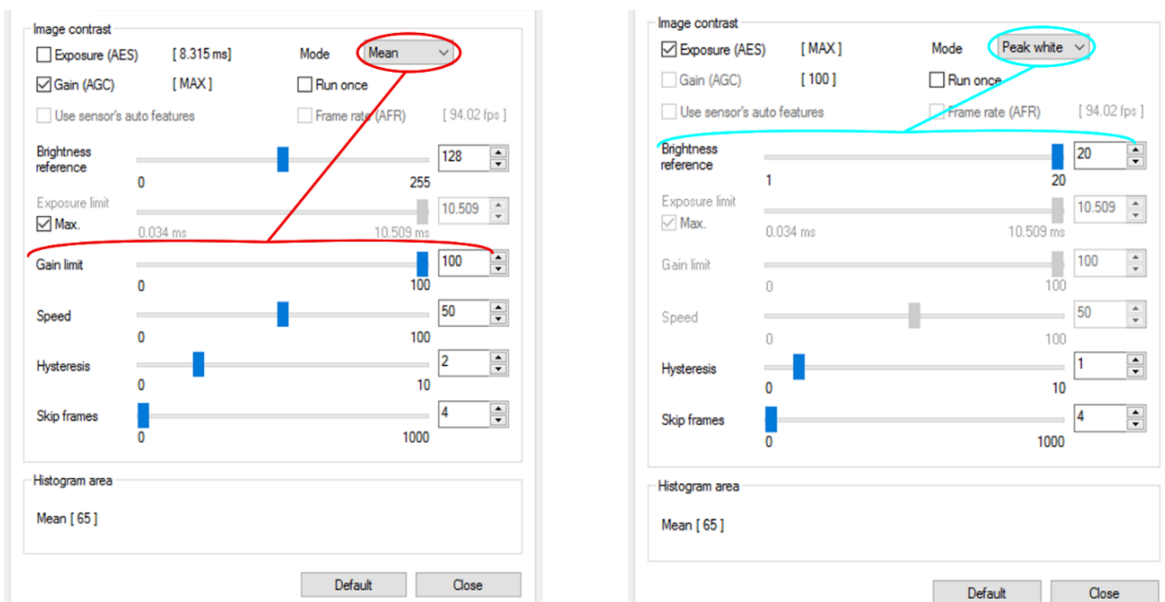 Image contrast
Exposure (AES) [ 8.315 ms] Mode Mean
Gain (AGC) [ MAX ] Run once
Use sensor's auto features Frame rate (AFR) [ 94.02 fps ]
Brightness
reference 128
0 255
Exposure limit 10.509
Max. 0.034 ms 10.509 ms
Gain limit 100
0 100
Speed 50
0 100
Hysteresis 2
0 10
Skip frames 4
0 1000
Histogram area
Mean [ 65 ]
Default Close
Image contrast
Exposure (AES) [ MAX ] Mode Peak white
Gain (AGC) [ 100 ] Run once
Use sensor's auto features Frame rate (AFR) [ 94.02 fps ]
Brightness
reference 20
1 20
Exposure limit 10.509
Max. 0.034 ms 10.509 ms
Gain limit 100
0 100
Speed 50
0 100
Hysteresis 1
0 10
Skip frames 4
0 1000
Histogram area
Mean [ 65 ]
Default Close